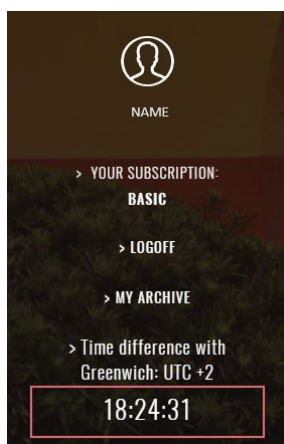 NAME
> YOUR SUBSCRIPTION:
BASIC
> LOGOFF
> MY ARCHIVE
> Time difference with
Greenwich: UTC +2
18:24:31